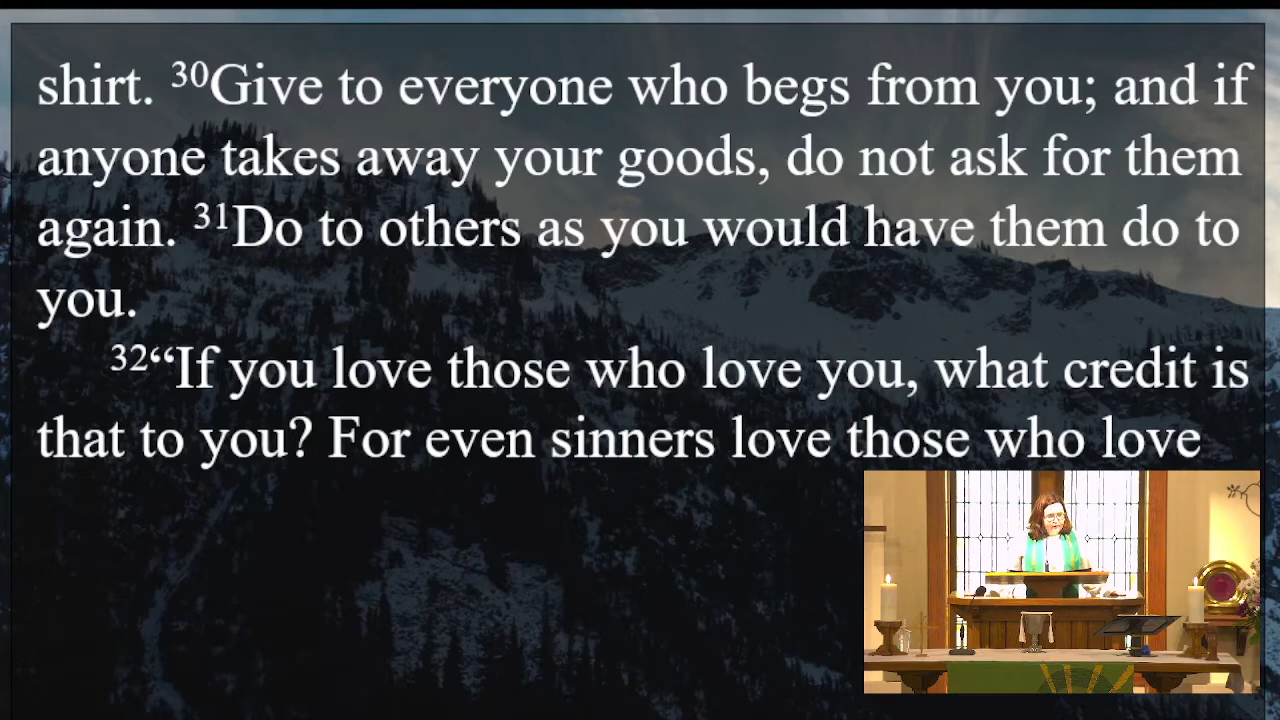 shirt. ³⁰Give to everyone who begs from you; and if
anyone takes away your goods, do not ask for them
again. ³¹Do to others as you would have them do to
you.
³²“If you love those who love you, what credit is
that to you? For even sinners love those who love